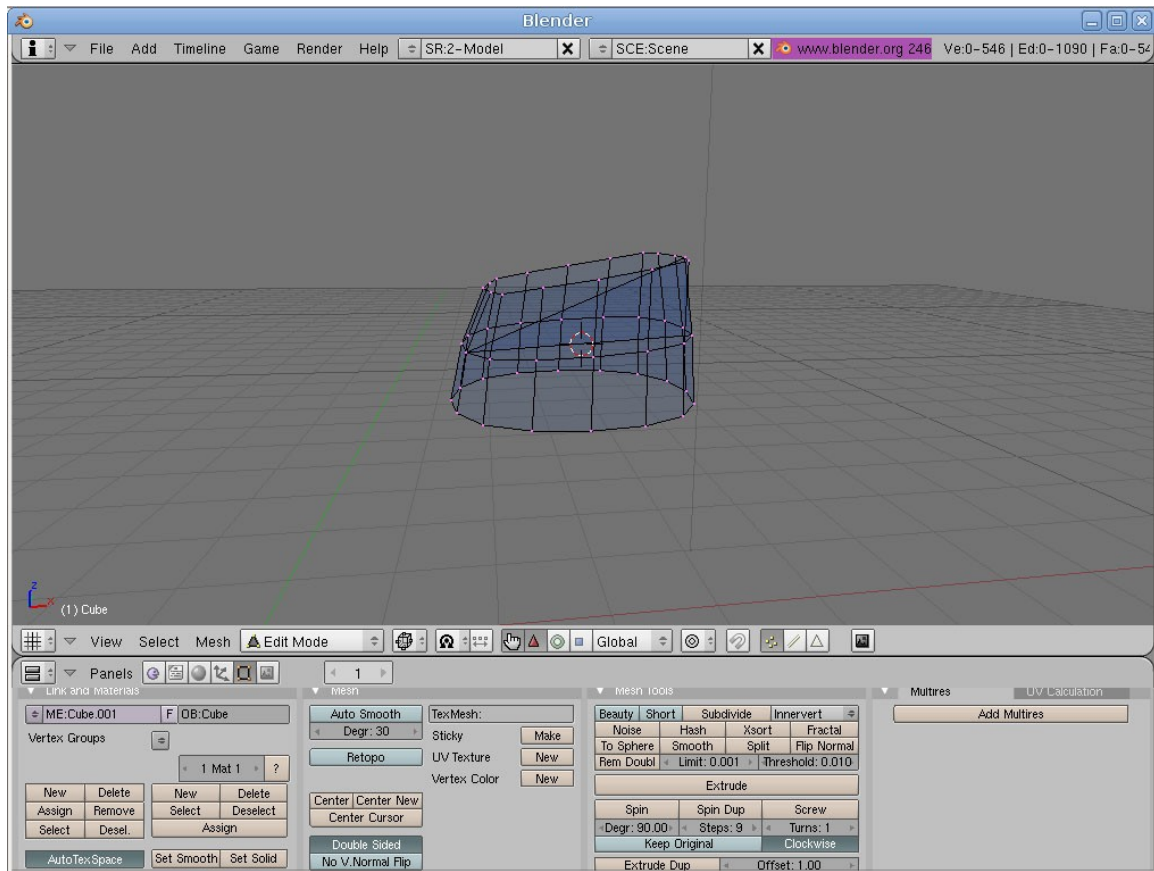 Blender
File Add Timeline Game Render Help SR:2-Model X SCE:Scene X www.blender.org 246 Ve:0-546 | Ed:0-1090 | Fa:0-54
z
x
(1) Cube
View Select Mesh Edit Mode Global
Panels 1
Link and Materials Mesh Mesh Tools Multires UV Calculation
ME:Cube.001 F OB:Cube Auto Smooth TexMesh: Beauty Short Subdivide Innervert Add Multires
Vertex Groups Degr: 30 Sticky Make Noise Hash Xsort Fractal
To Sphere Smooth Split Flip Normal
1 Mat 1 ? Retopo UV Texture New Rem Doubl Limit: 0.001 Threshold: 0.010
Vertex Color New Extrude
New Delete New Delete Center Center New
Assign Remove Select Deselect Center Cursor Spin Spin Dup Screw
Select Desel. Assign Degr: 90.00 Steps: 9 Turns: 1
Double Sided Keep Original Clockwise
AutoTexSpace Set Smooth Set Solid No V.Normal Flip Extrude Dup Offset: 1.00